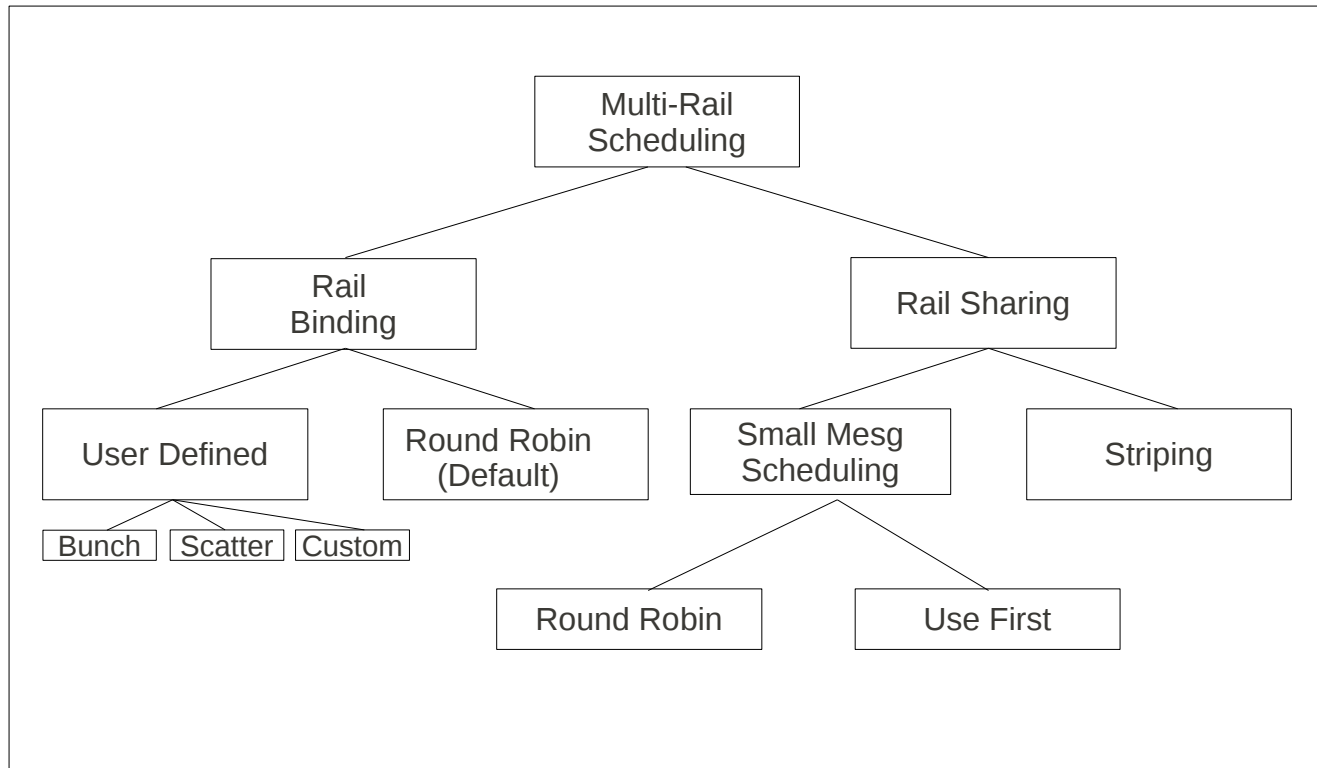 Multi-Rail
Scheduling
Rail
Binding
Rail Sharing
User Defined
Round Robin
(Default)
Small Mesg
Scheduling
Striping
Bunch
Scatter
Custom
Round Robin
Use First